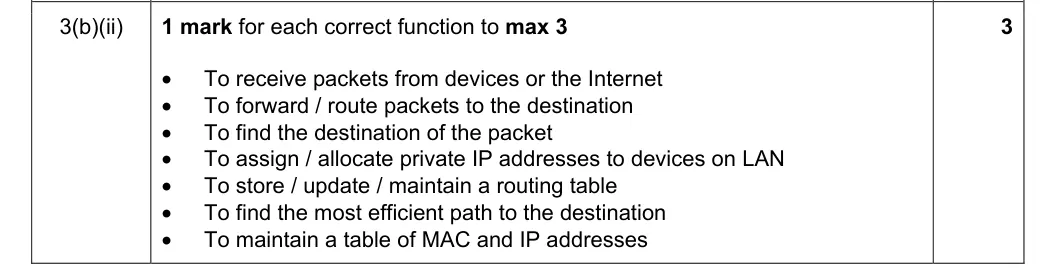 3(b)(ii) 1 mark for each correct function to max 3 3
• To receive packets from devices or the Internet
• To forward / route packets to the destination
• To find the destination of the packet
• To assign / allocate private IP addresses to devices on LAN
• To store / update / maintain a routing table
• To find the most efficient path to the destination
• To maintain a table of MAC and IP addresses